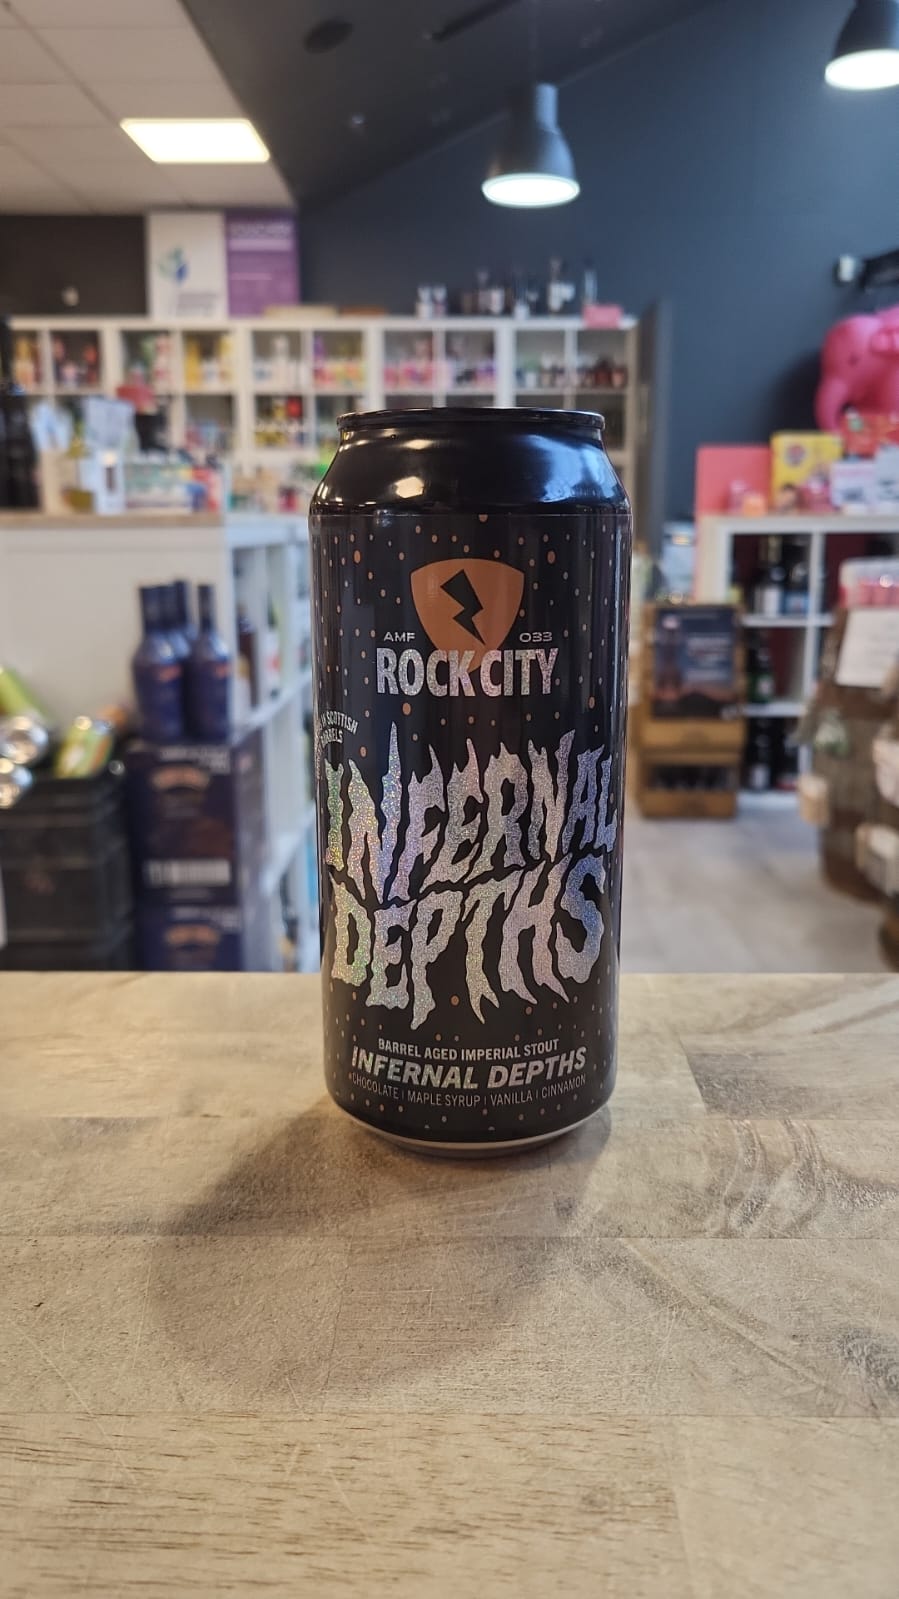 AMF 033
ROCK CITY
IN SCOTTISH
BARRELS
INFERNAL
DEPTHS
BARREL AGED IMPERIAL STOUT
INFERNAL DEPTHS
CHOCOLATE | MAPLE SYRUP | VANILLA | CINNAMON